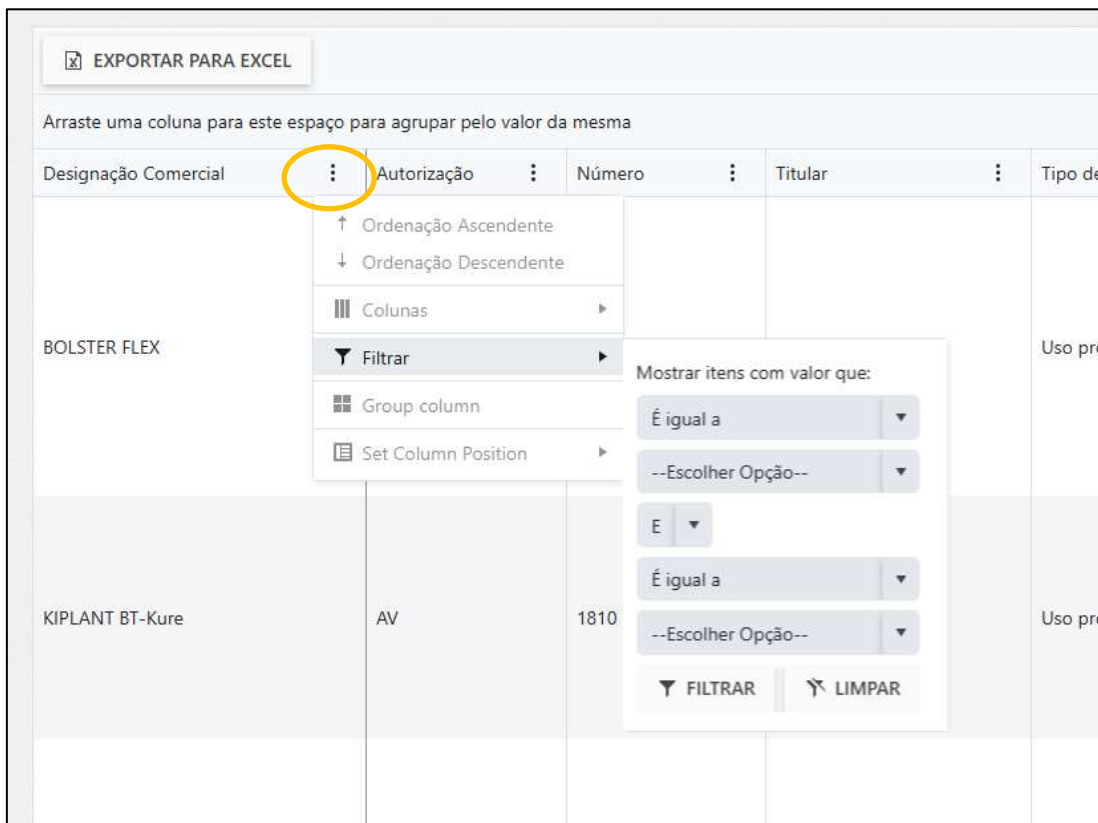 EXPORTAR PARA EXCEL
Arraste uma coluna para este espaço para agrupar pelo valor da mesma
Designação Comercial Autorização Número Titular Tipo de
Ordenação Ascendente
Ordenação Descendente
Colunas
BOLSTER FLEX
Filtrar
Uso pro
Mostrar itens com valor que:
É igual a
Group column
--Escolher Opção--
Set Column Position
E
É igual a
KIPLANT BT-Kure AV 1810
Uso pro
--Escolher Opção--
FILTRAR LIMPAR